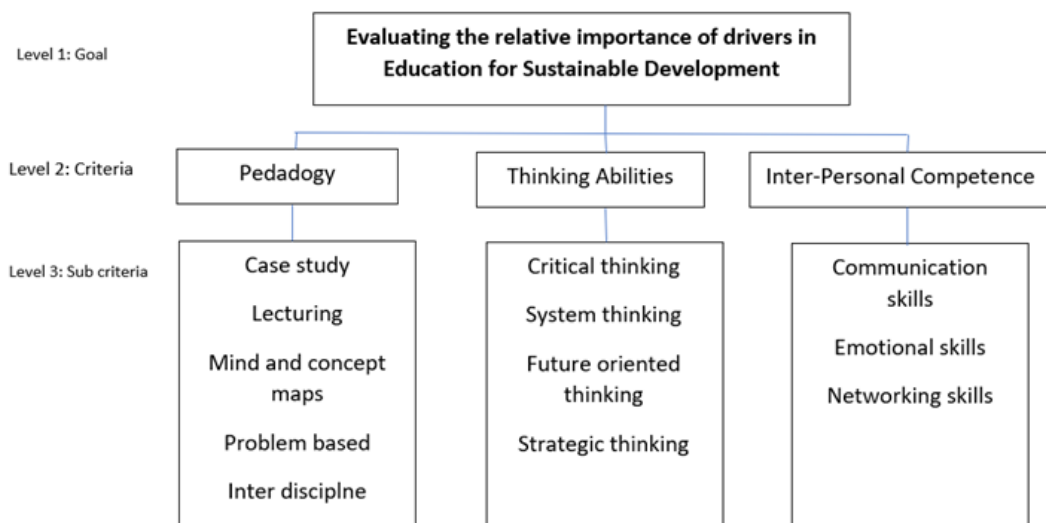 Level 1: Goal
Evaluating the relative importance of drivers in
Education for Sustainable Development
Level 2: Criteria
Pedadogy
Thinking Abilities
Inter-Personal Competence
Level 3: Sub criteria
Case study
Lecturing
Mind and concept
maps
Problem based
Inter disciplne
Critical thinking
System thinking
Future oriented
thinking
Strategic thinking
Communication
skills
Emotional skills
Networking skills